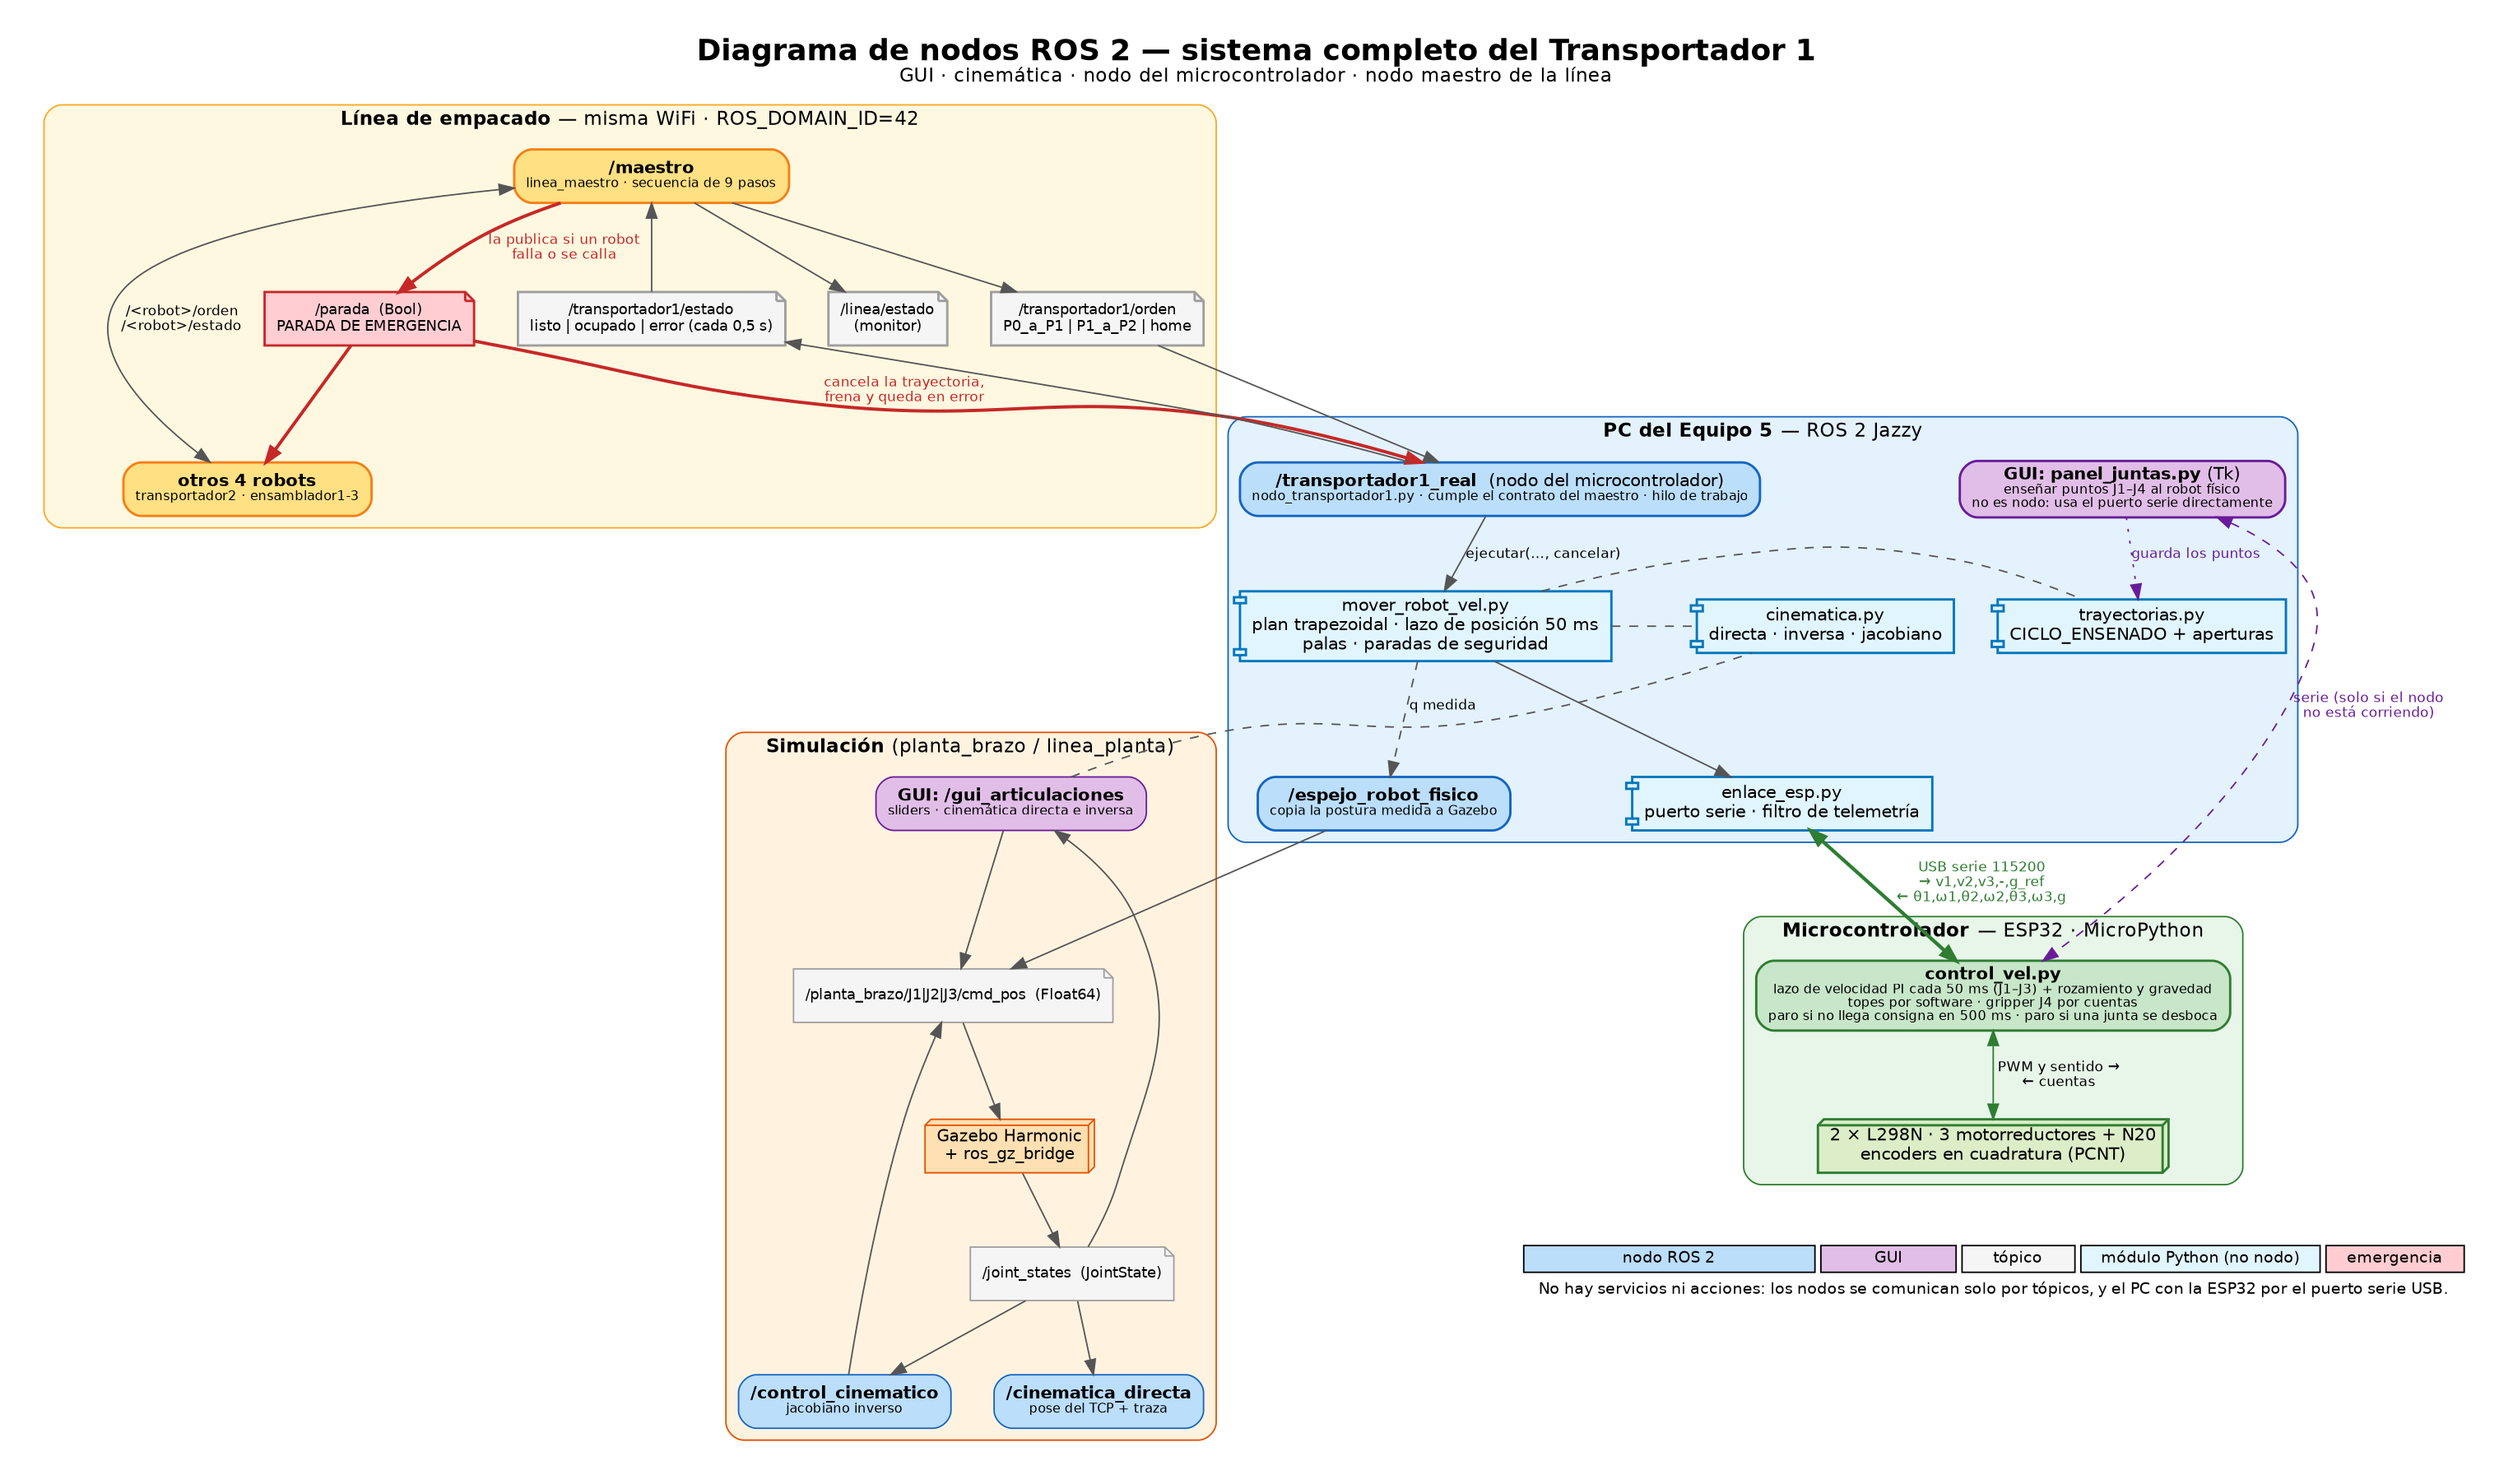 Diagrama de nodos ROS 2 — sistema completo del Transportador 1
GUI · cinemática · nodo del microcontrolador · nodo maestro de la línea
Línea de empacado — misma WiFi · ROS_DOMAIN_ID=42
/maestro
linea_maestro · secuencia de 9 pasos
la publica si un robot
falla o se calla
/<robot>/orden
/<robot>/estado
/parada (Bool)
PARADA DE EMERGENCIA
/transportador1/estado
listo | ocupado | error (cada 0,5 s)
/linea/estado
(monitor)
/transportador1/orden
P0_a_P1 | P1_a_P2 | home
cancela la trayectoria,
frena y queda en error
otros 4 robots
transportador2 · ensamblador1-3
PC del Equipo 5 — ROS 2 Jazzy
/transportador1_real (nodo del microcontrolador)
nodo_transportador1.py · cumple el contrato del maestro · hilo de trabajo
GUI: panel_juntas.py (Tk)
enseñar puntos J1–J4 al robot físico
no es nodo: usa el puerto serie directamente
ejecutar(..., cancelar)
guarda los puntos
mover_robot_vel.py
plan trapezoidal · lazo de posición 50 ms
palas · paradas de seguridad
cinematica.py
directa · inversa · jacobiano
trayectorias.py
CICLO_ENSENADO + aperturas
q medida
serie (solo si el nodo
no está corriendo)
Simulación (planta_brazo / linea_planta)
GUI: /gui_articulaciones
sliders · cinemática directa e inversa
/espejo_robot_fisico
copia la postura medida a Gazebo
enlace_esp.py
puerto serie · filtro de telemetría
USB serie 115200
→ v1,v2,v3,-,g_ref
← θ1,ω1,θ2,ω2,θ3,ω3,g
Microcontrolador — ESP32 · MicroPython
control_vel.py
lazo de velocidad PI cada 50 ms (J1–J3) + rozamiento y gravedad
topes por software · gripper J4 por cuentas
paro si no llega consigna en 500 ms · paro si una junta se desboca
/planta_brazo/J1|J2|J3/cmd_pos (Float64)
PWM y sentido →
← cuentas
Gazebo Harmonic
+ ros_gz_bridge
2 × L298N · 3 motorreductores + N20
encoders en cuadratura (PCNT)
/joint_states (JointState)
nodo ROS 2
GUI
tópico
módulo Python (no nodo)
emergencia
No hay servicios ni acciones: los nodos se comunican solo por tópicos, y el PC con la ESP32 por el puerto serie USB.
/control_cinematico
jacobiano inverso
/cinematica_directa
pose del TCP + traza